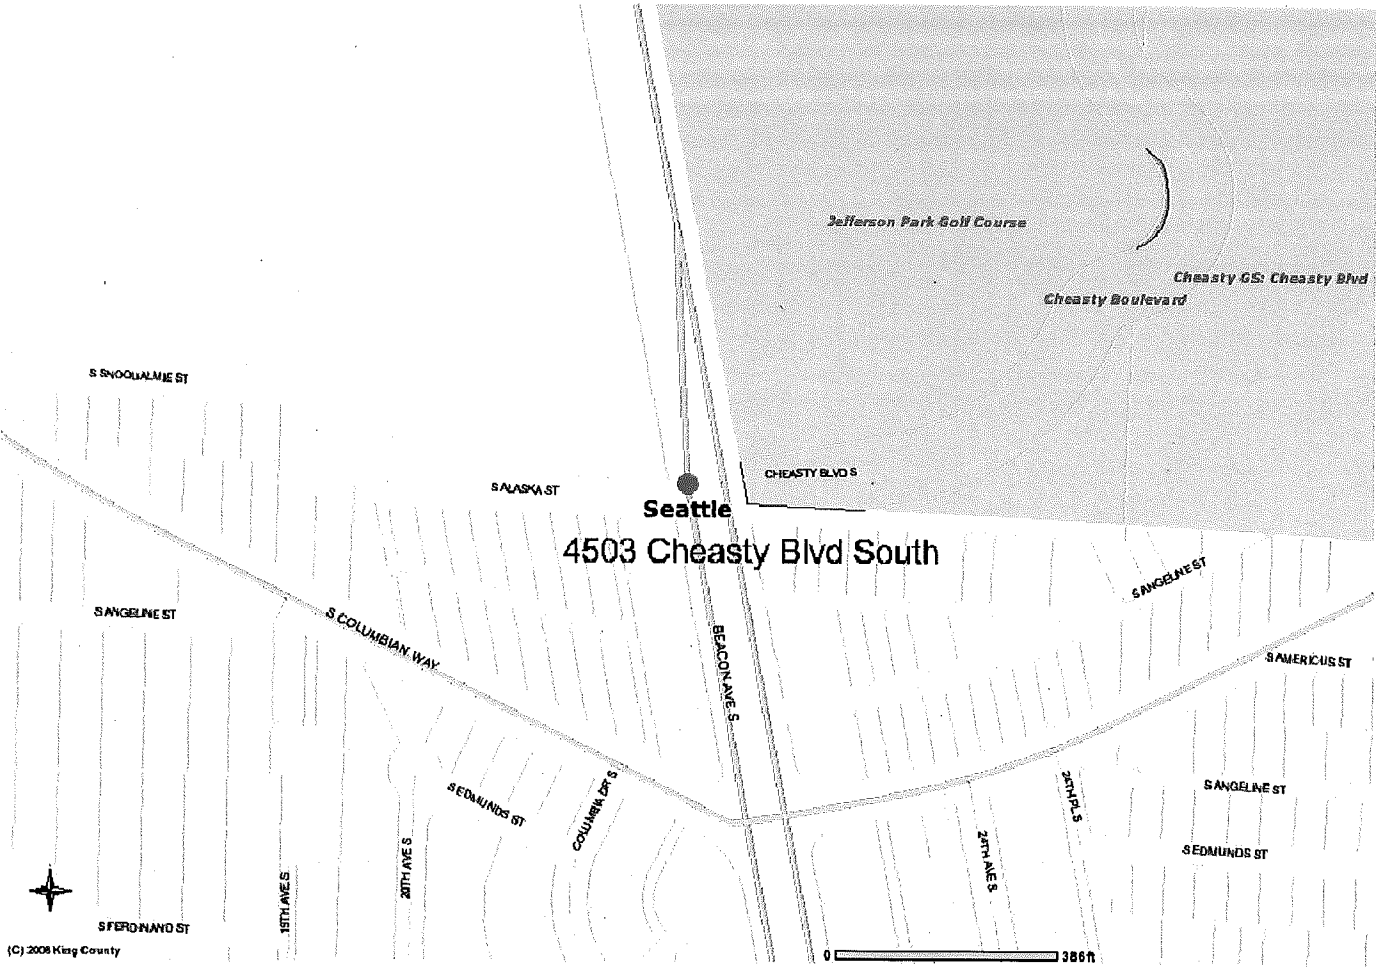 Jefferson Park Golf Course
Cheasty GS: Cheasty Blvd
Cheasty Boulevard
S SNOQUALMIE ST
CHEASTY BLVD S
S ALASKA ST
Seattle
4503 Cheasty Blvd South
S ANGELINE ST
S ANGELINE ST
S COLUMBIAN WAY
BEACON AVE S
S AMERICUS ST
S EDMUNDS ST
COLUMBIA DR S
24TH PL S
S ANGELINE ST
20TH AVE S
24TH AVE S
S EDMUNDS ST
19TH AVE S
S FERDINAND ST
(C) 2008 King County
0 386ft